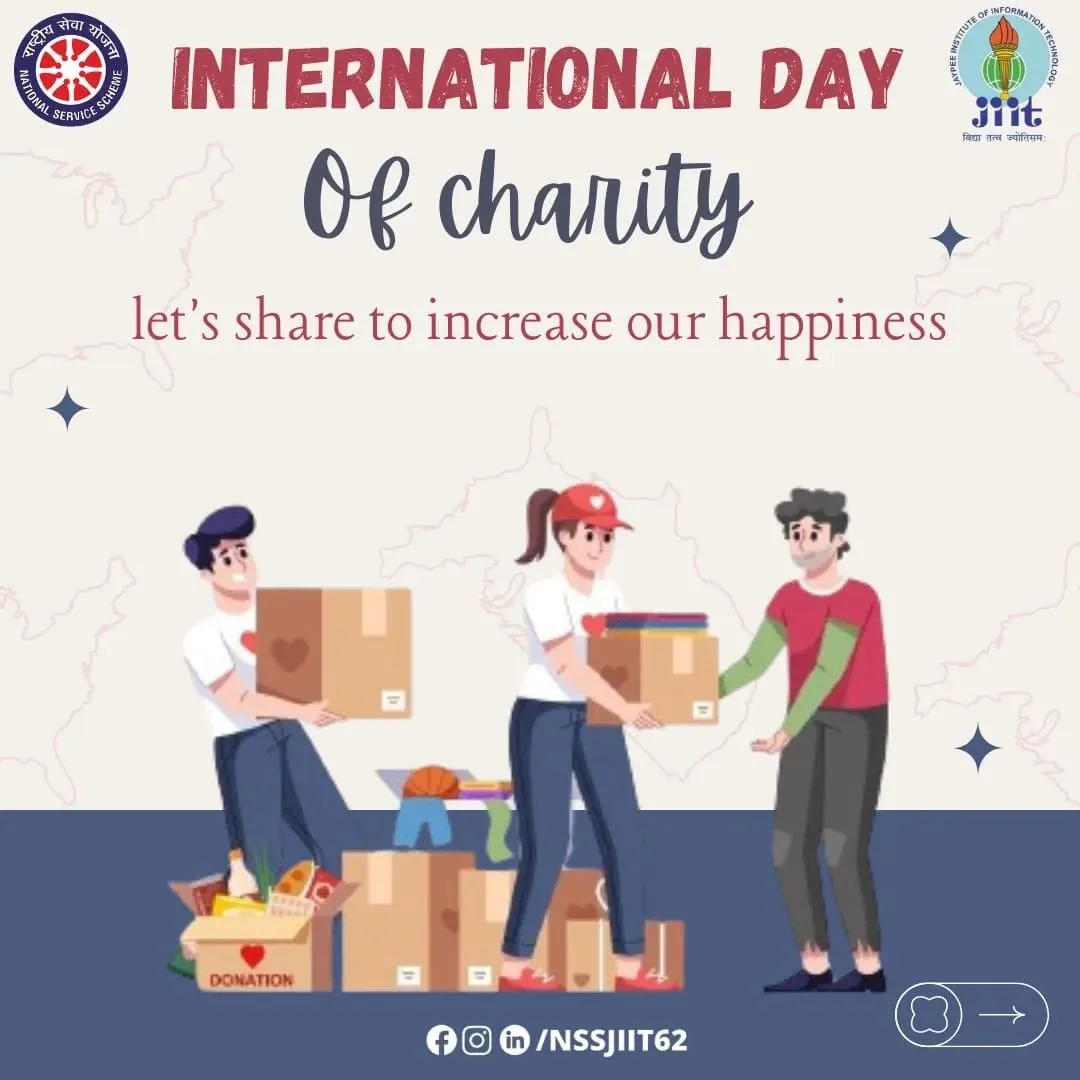 राष्ट्रीय सेवा योजना
NATIONAL SERVICE SCHEME
INTERNATIONAL DAY
JAYPEE INSTITUTE OF INFORMATION TECHNOLOGY
jiit
विद्या तत्व ज्योतिसम:
Of charity
let's share to increase our happiness
DONATION
/NSSJIIT62